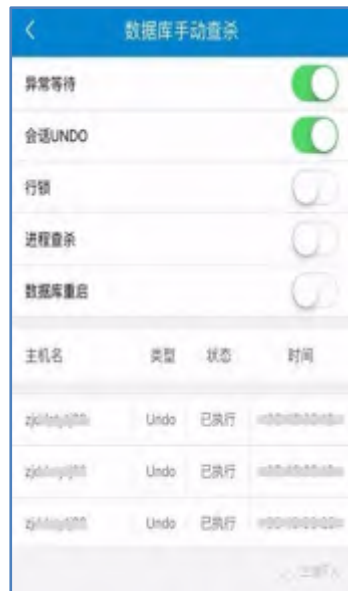 数据库手动查杀
异常等待
会话UNDO
行锁
进程查杀
数据库重启
主机名 类型 状态 时间
Undo 已执行
Undo 已执行
Undo 已执行